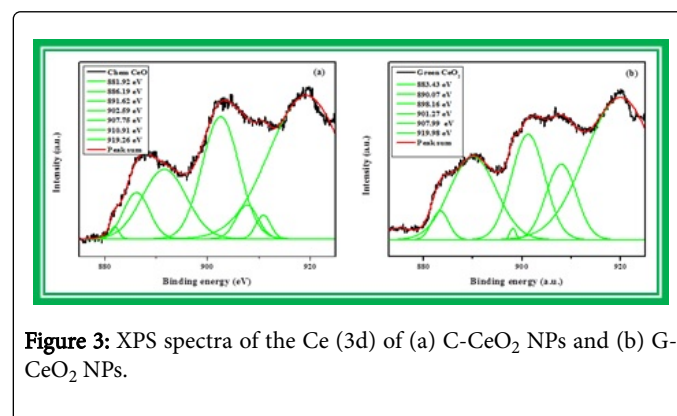 (a)
Chem CeO
881.92 eV
886.19 eV
891.62 eV
902.59 eV
907.75 eV
910.91 eV
919.26 eV
Peak sum
Intensity (a.u.)
880 900 920
Binding energy (eV)
(b)
Green CeO₂
883.43 eV
890.07 eV
898.16 eV
901.27 eV
907.99 eV
919.98 eV
Peak sum
Intensity (a.u.)
880 900 920
Binding energy (a.u.)
Figure 3: XPS spectra of the Ce (3d) of (a) C-CeO₂ NPs and (b) G-
CeO₂ NPs.